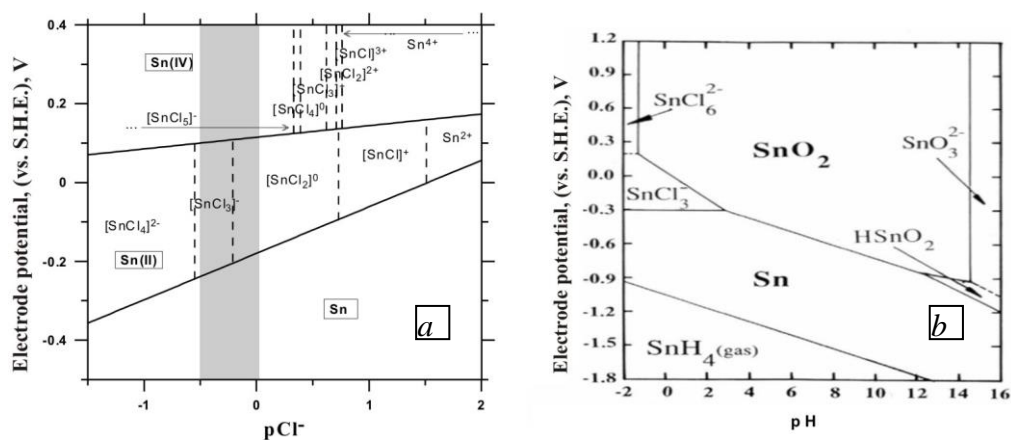 Electrode potential, (vs. S.H.E.), V
0.4
0.2
0
-0.2
-0.4
-1
0
1
2
pCl⁻
Sn(IV)
[SnCl]³⁺
Sn⁴⁺
[SnCl₂]²⁺
[SnCl₃]⁺
[SnCl₄]⁰
[SnCl₅]⁻
Sn²⁺
[SnCl]⁺
[SnCl₂]⁰
[SnCl₃]⁻
[SnCl₄]²⁻
Sn(II)
Sn
a
Electrode potential, (vs. S.H.E.), V
1.2
0.9
0.6
0.3
0.0
-0.3
-0.6
-0.9
-1.2
-1.5
-1.8
-2 0 2 4 6 8 10 12 14 16
pH
SnCl₆²⁻
SnO₂
SnO₃²⁻
SnCl₃⁻
HSnO₂
Sn
SnH₄(gas)
b